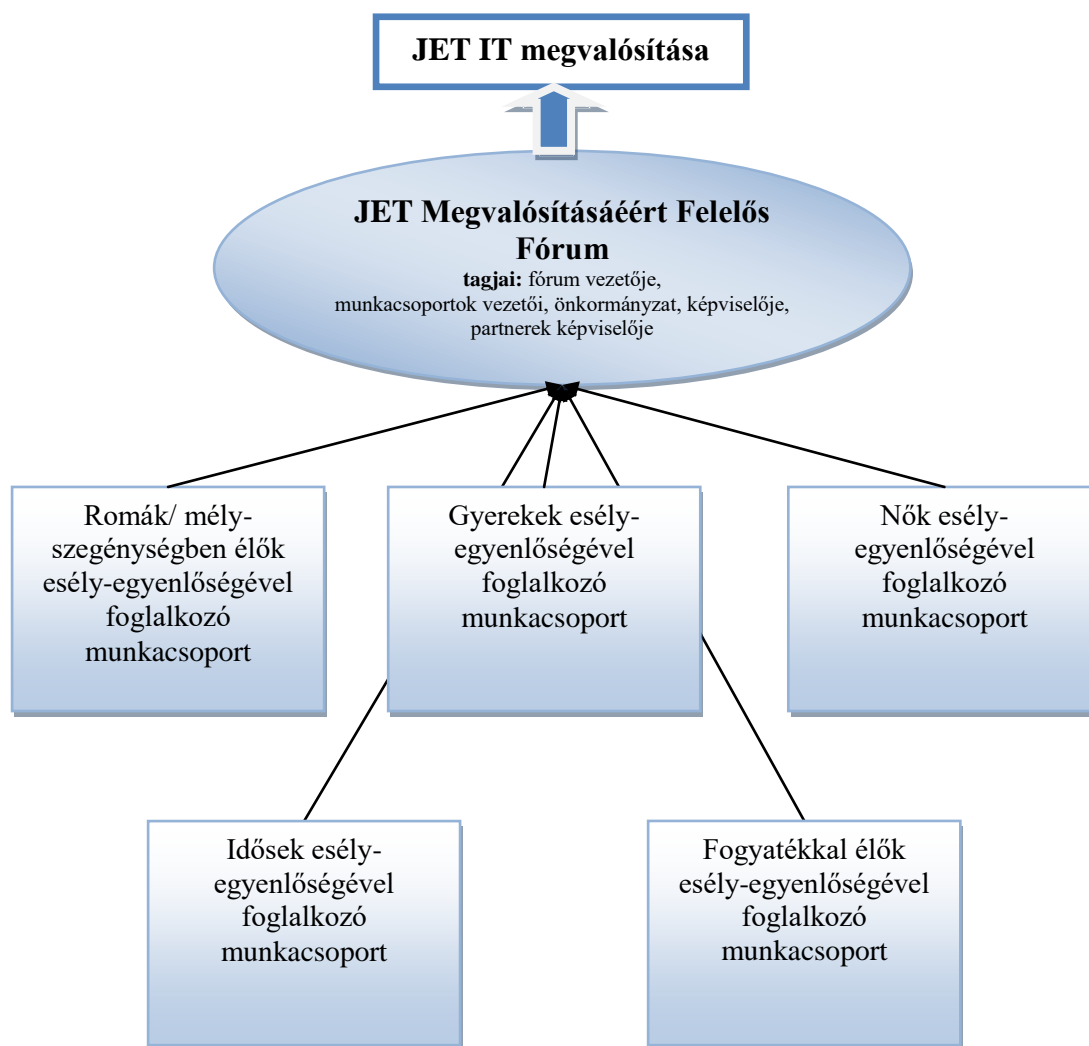 JET IT megvalósítása
JET Megvalósításáéért Felelős
Fórum
tagjai: fórum vezetője,
munkacsoportok vezetői, önkormányzat, képviselője,
partnerek képviselője
Romák/ mély-
szegénységben élők
esély-egyenlőségével
foglalkozó
munkacsoport
Gyerekek esély-
egyenlőségével
foglalkozó
munkacsoport
Nők esély-
egyenlőségével
foglalkozó
munkacsoport
Idősek esély-
egyenlőségével
foglalkozó
munkacsoport
Fogyatékkal élők
esély-egyenlőségével
foglalkozó
munkacsoport